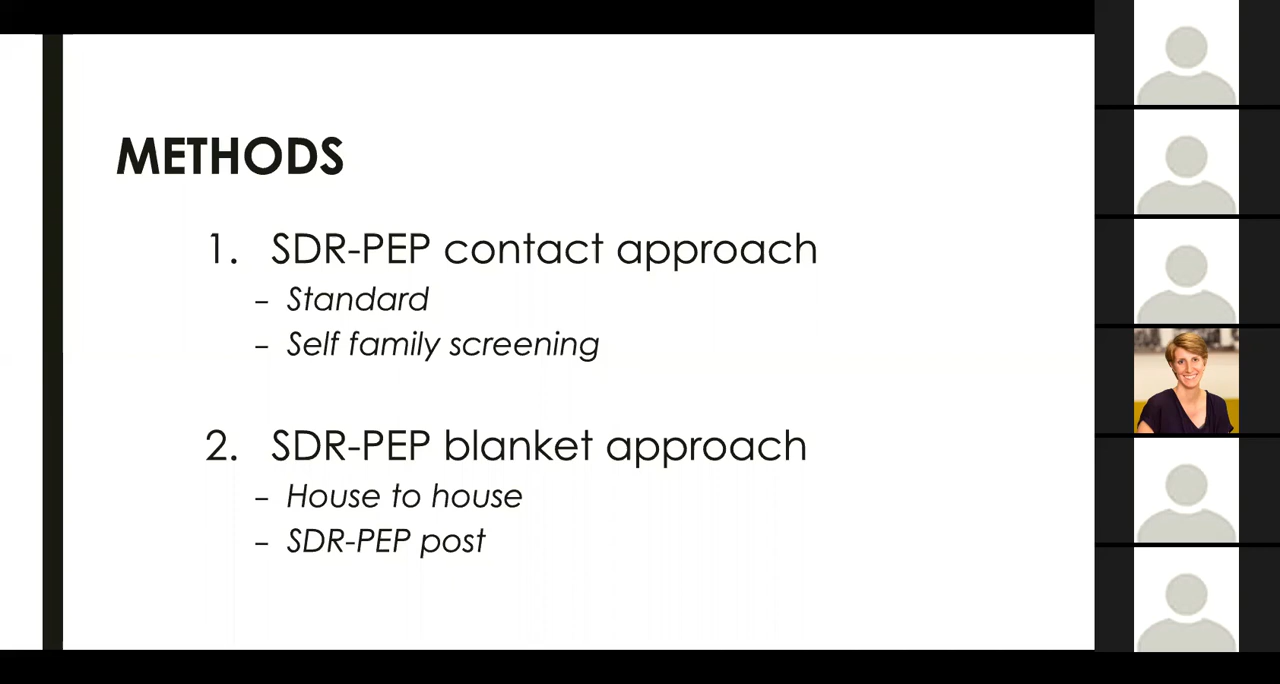 METHODS
1. SDR-PEP contact approach
– Standard
– Self family screening
2. SDR-PEP blanket approach
– House to house
– SDR-PEP post